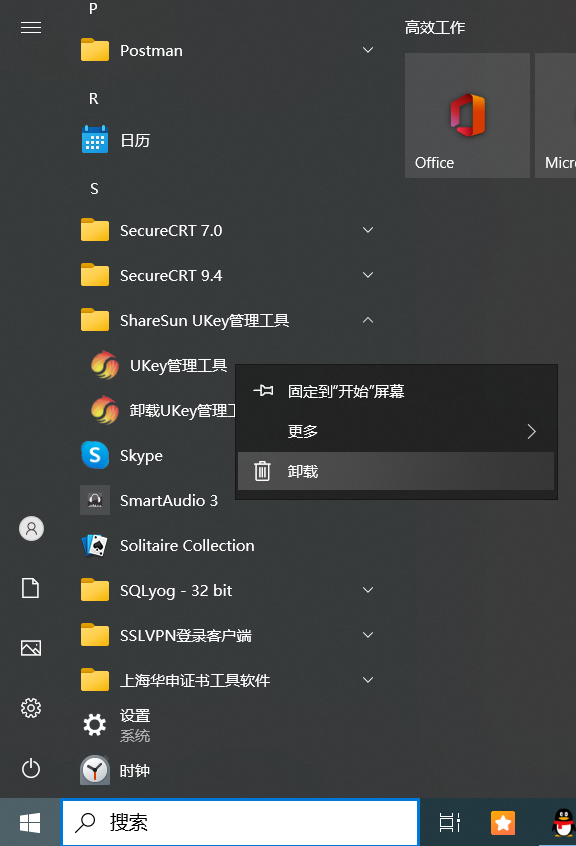 P
高效工作
Postman
R
日历
Office
Micr
S
SecureCRT 7.0
SecureCRT 9.4
ShareSun UKey管理工具
UKey管理工具
固定到"开始"屏幕
卸载UKey管理工
更多
Skype
卸载
SmartAudio 3
Solitaire Collection
SQLyog - 32 bit
SSLVPN登录客户端
上海华申证书工具软件
设置
系统
时钟
搜索